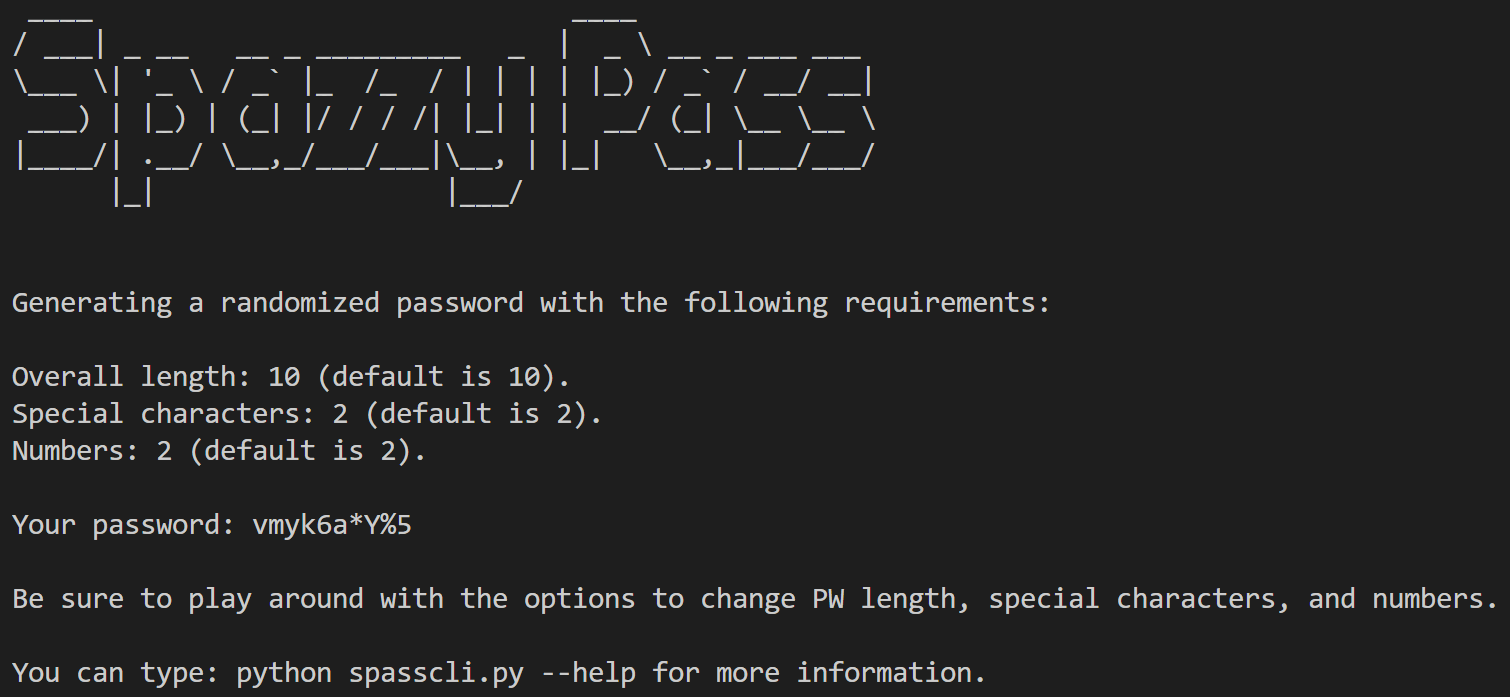 Spazzy Pass
Generating a randomized password with the following requirements:
Overall length: 10 (default is 10).
Special characters: 2 (default is 2).
Numbers: 2 (default is 2).
Your password: vmyk6a*Y%5
Be sure to play around with the options to change PW length, special characters, and numbers.
You can type: python spasscli.py --help for more information.